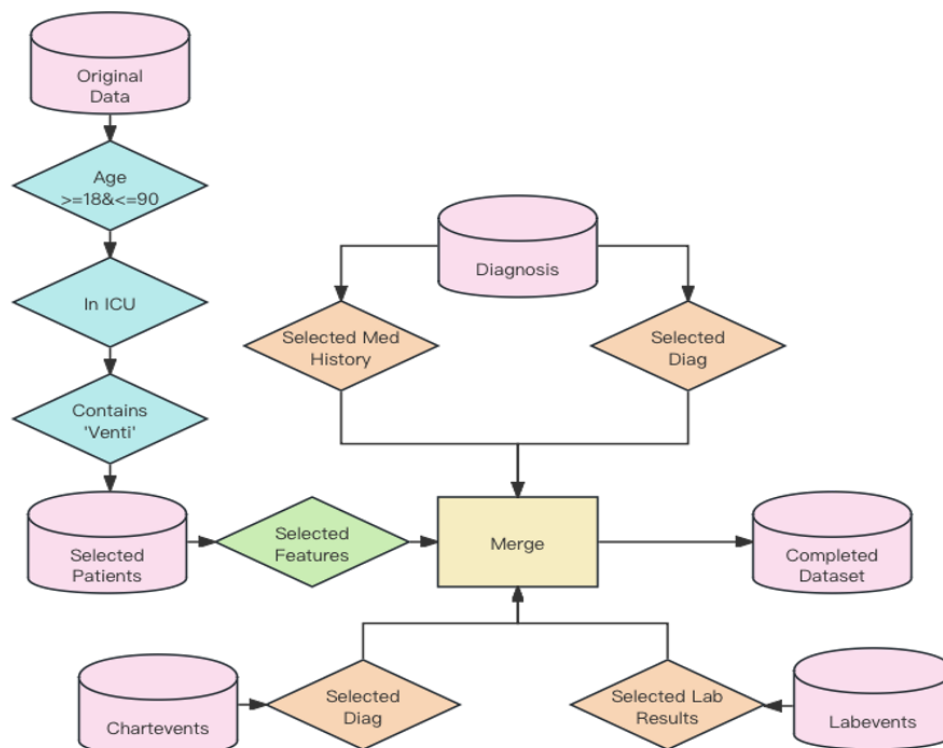 Original
Data
Age
>=18&<=90
In ICU
Contains
'Venti'
Selected
Patients
Selected
Features
Diagnosis
Selected Med
History
Selected
Diag
Merge
Completed
Dataset
Chartevents
Selected
Diag
Selected Lab
Results
Labevents